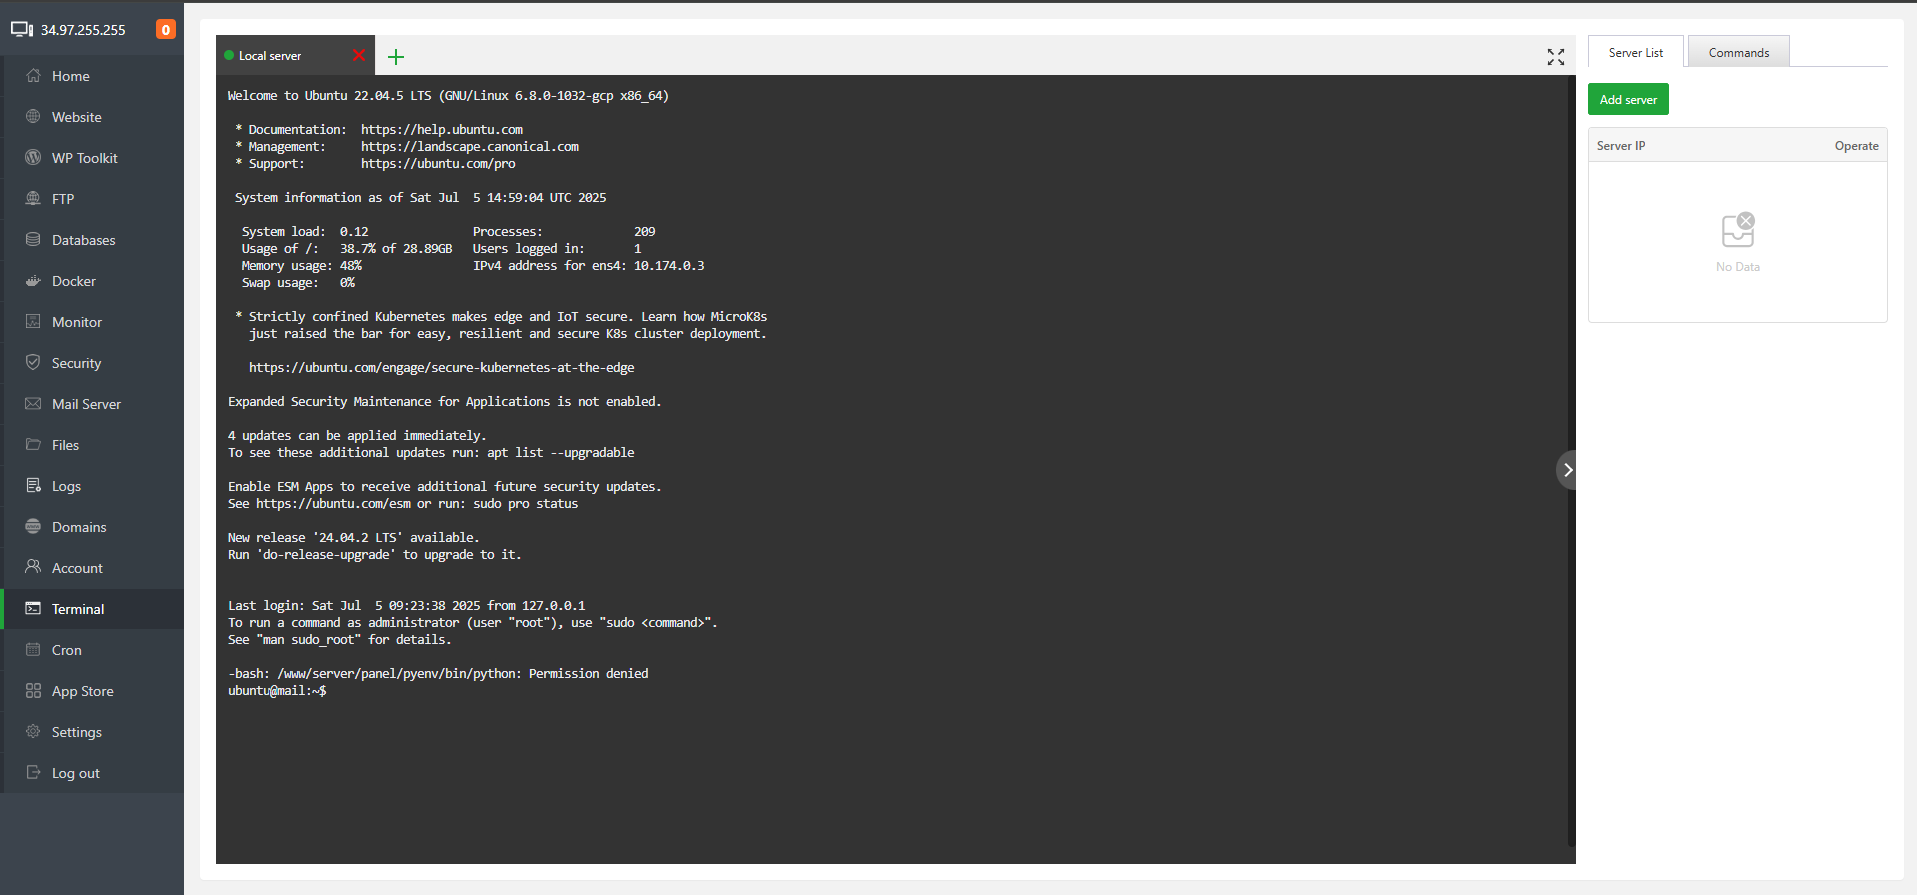 34.97.255.255 0
Home
Website
WP Toolkit
FTP
Databases
Docker
Monitor
Security
Mail Server
Files
Logs
Domains
Account
Terminal
Cron
App Store
Settings
Log out
Local server
Welcome to Ubuntu 22.04.5 LTS (GNU/Linux 6.8.0-1032-gcp x86_64)
* Documentation:  https://help.ubuntu.com
* Management:     https://landscape.canonical.com
* Support:        https://ubuntu.com/pro
System information as of Sat Jul  5 14:59:04 UTC 2025
System load:  0.12               Processes:             209
Usage of /:   38.7% of 28.89GB   Users logged in:       1
Memory usage: 48%                IPv4 address for ens4: 10.174.0.3
Swap usage:   0%
* Strictly confined Kubernetes makes edge and IoT secure. Learn how MicroK8s
just raised the bar for easy, resilient and secure K8s cluster deployment.
https://ubuntu.com/engage/secure-kubernetes-at-the-edge
Expanded Security Maintenance for Applications is not enabled.
4 updates can be applied immediately.
To see these additional updates run: apt list --upgradable
Enable ESM Apps to receive additional future security updates.
See https://ubuntu.com/esm or run: sudo pro status
New release '24.04.2 LTS' available.
Run 'do-release-upgrade' to upgrade to it.
Last login: Sat Jul  5 09:23:38 2025 from 127.0.0.1
To run a command as administrator (user "root"), use "sudo <command>".
See "man sudo_root" for details.
-bash: /www/server/panel/pyenv/bin/python: Permission denied
ubuntu@mail:~$
Server List Commands
Add server
Server IP Operate
No Data